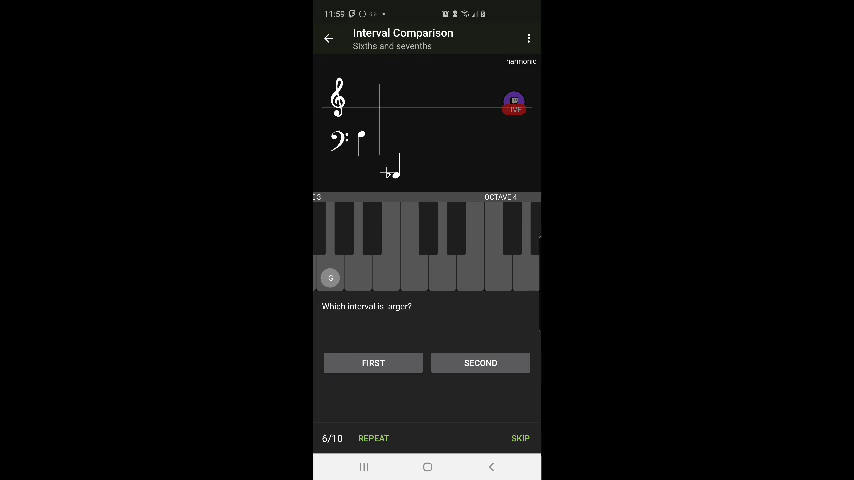 11:59
Interval Comparison
Sixths and sevenths
harmonic
OCTAVE 4
G
Which interval is larger?
FIRST
SECOND
6/10
REPEAT
SKIP